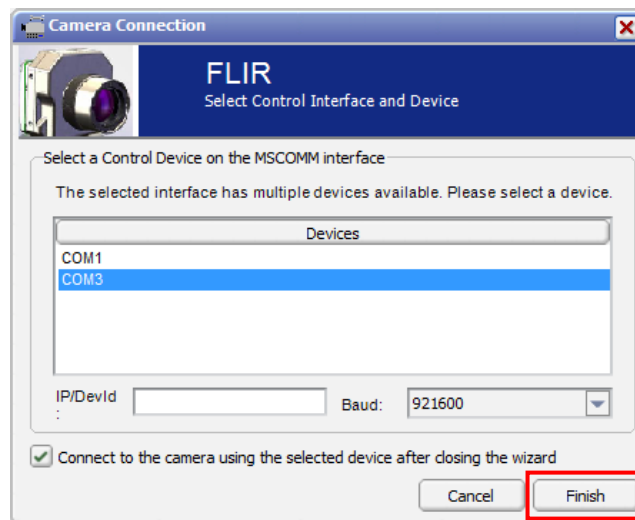 Camera Connection
FLIR
Select Control Interface and Device
Select a Control Device on the MSCOMM interface
The selected interface has multiple devices available. Please select a device.
Devices
COM1
COM3
IP/DevId
:
Baud: 921600
Connect to the camera using the selected device after closing the wizard
Cancel Finish